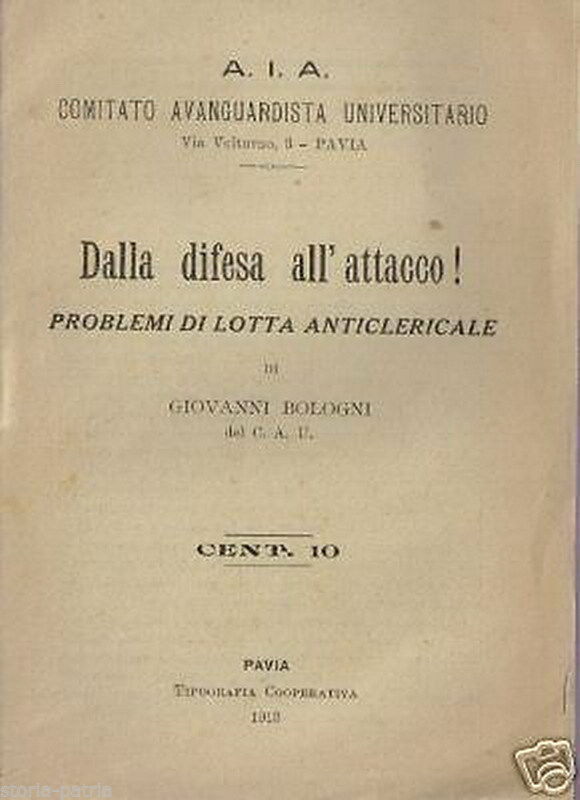 A. I. A.
COMITATO AVANGUARDISTA UNIVERSITARIO
Via Volturno, 3 – PAVIA
Dalla difesa all' attacco !
PROBLEMI DI LOTTA ANTICLERICALE
DI
GIOVANNI BOLOGNI
del C. A. U.
CENT. 10
PAVIA
TIPOGRAFIA COOPERATIVA
1913
storia-patria